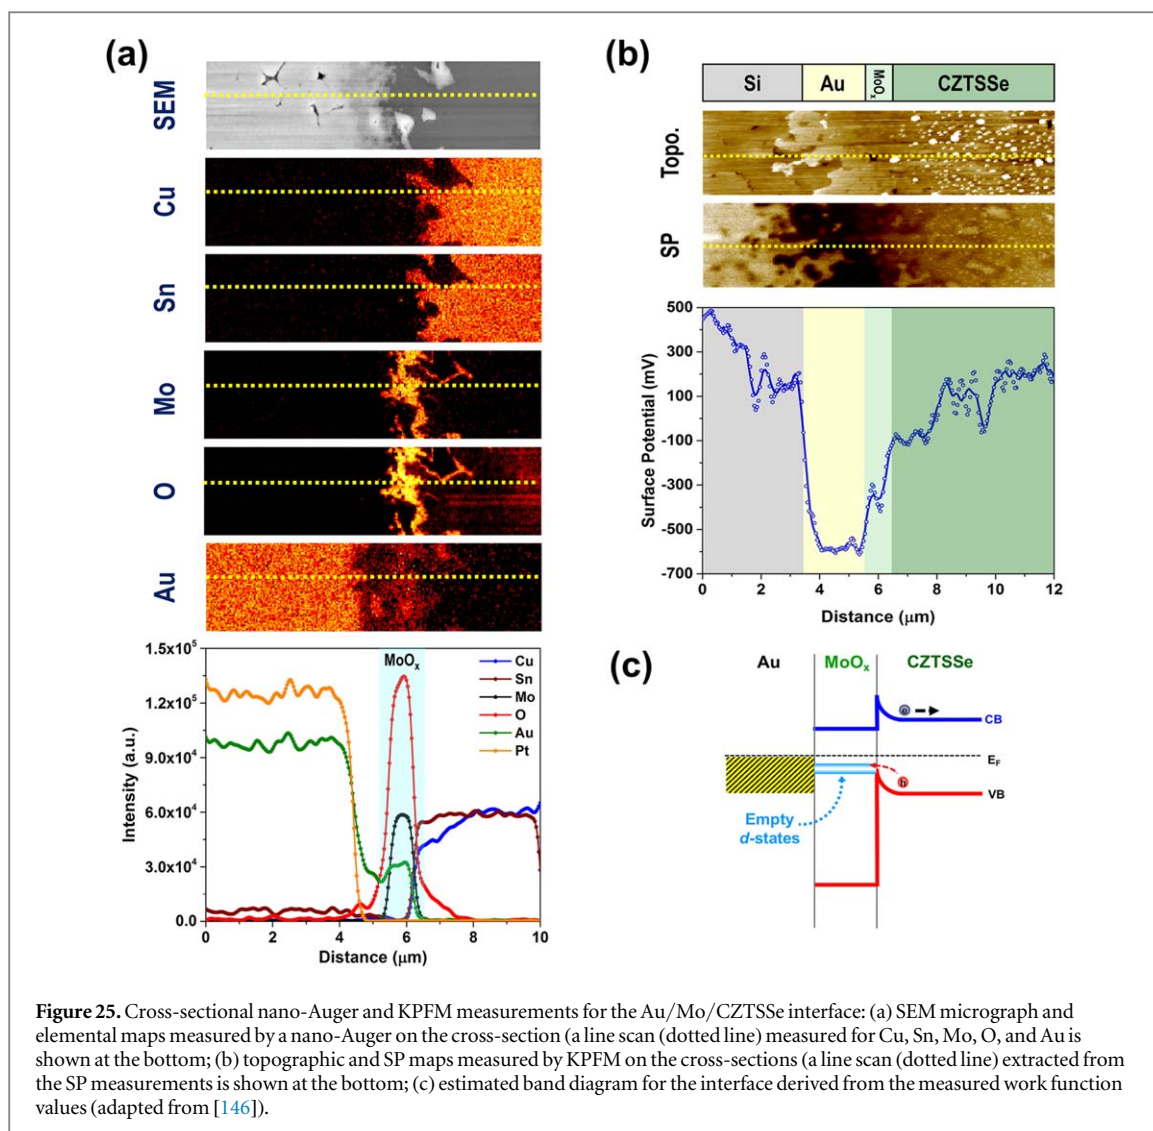 (a)
SEM
Cu
Sn
Mo
O
Au
1.5x10⁵
1.2x10⁵
9.0x10⁴
6.0x10⁴
3.0x10⁴
0.0
Intensity (a.u.)
MoOₓ
Cu
Sn
Mo
O
Au
Pt
0 2 4 6 8 10
Distance (μm)
(b)
Si Au MoOₓ CZTSSe
Topo.
SP
500
300
100
-100
-300
-500
-700
Surface Potential (mV)
0 2 4 6 8 10 12
Distance (μm)
(c)
Au MoOₓ CZTSSe
e
CB
E_F
h
VB
Empty
d-states
Figure 25. Cross-sectional nano-Auger and KPFM measurements for the Au/Mo/CZTSSe interface: (a) SEM micrograph and
elemental maps measured by a nano-Auger on the cross-section (a line scan (dotted line) measured for Cu, Sn, Mo, O, and Au is
shown at the bottom; (b) topographic and SP maps measured by KPFM on the cross-sections (a line scan (dotted line) extracted from
the SP measurements is shown at the bottom; (c) estimated band diagram for the interface derived from the measured work function
values (adapted from [146]).